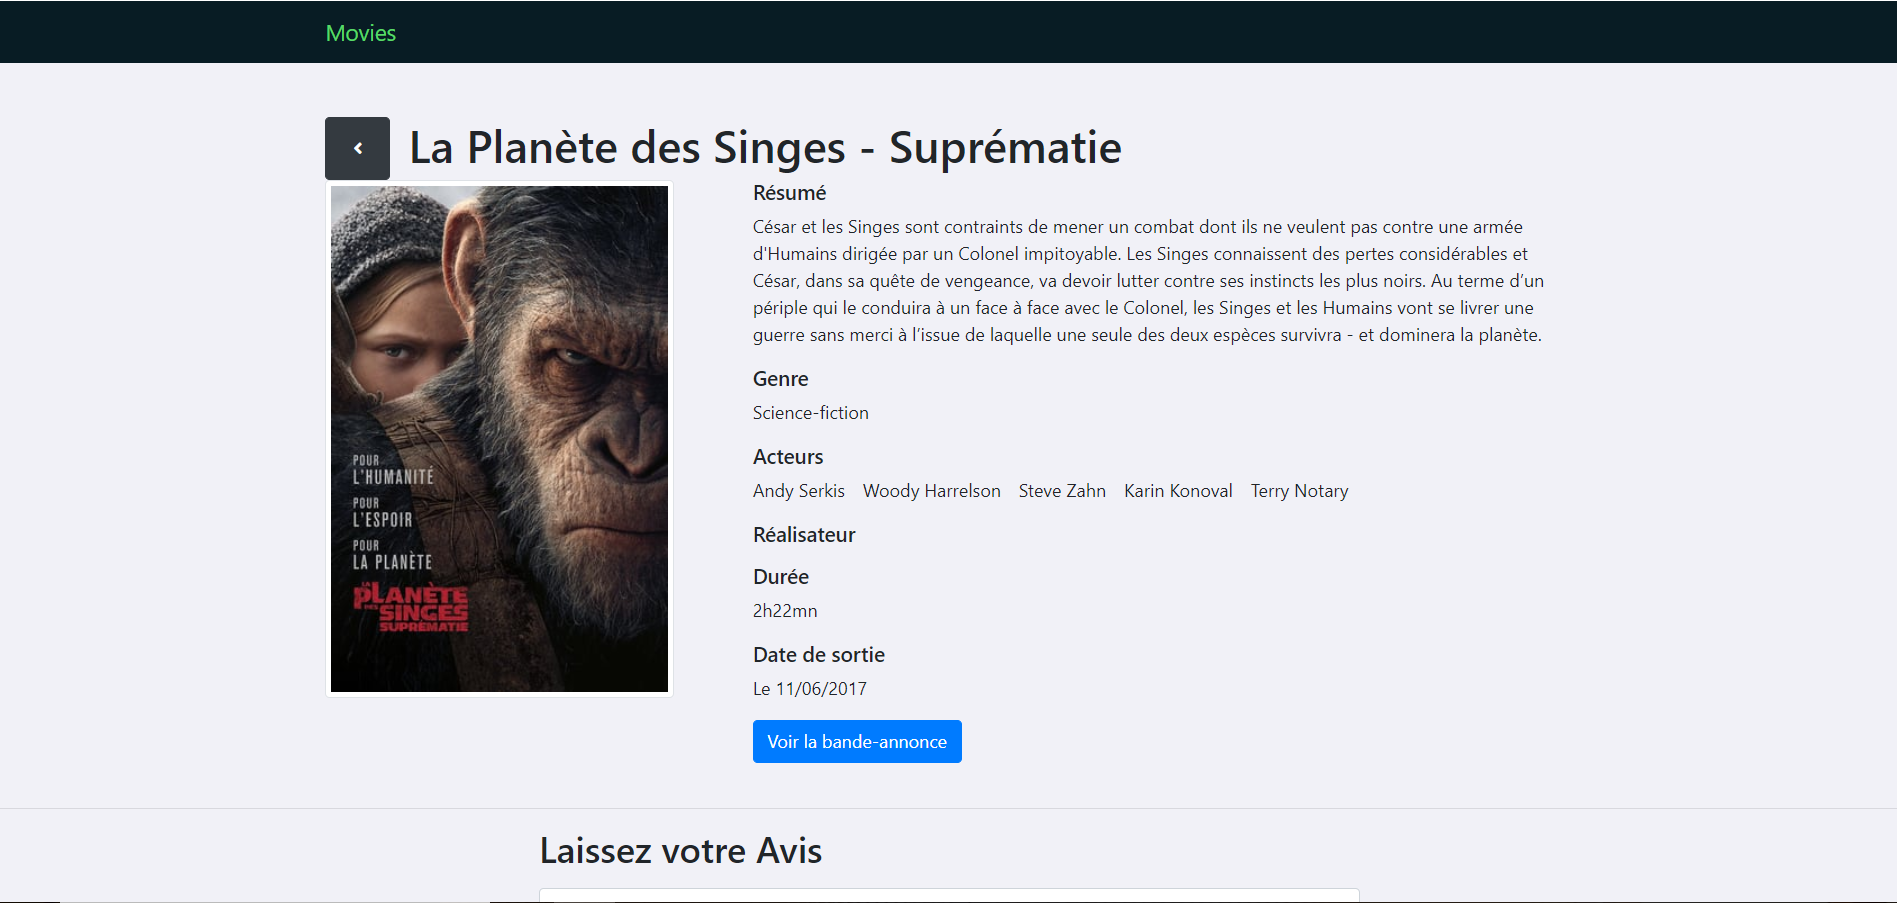 Movies
La Planète des Singes - Suprématie
POUR
L'HUMANITÉ
POUR
L'ESPOIR
POUR
LA PLANÈTE
LA
PLANÈTE
DES SINGES
SUPRÉMATIE
Résumé
César et les Singes sont contraints de mener un combat dont ils ne veulent pas contre une armée
d'Humains dirigée par un Colonel impitoyable. Les Singes connaissent des pertes considérables et
César, dans sa quête de vengeance, va devoir lutter contre ses instincts les plus noirs. Au terme d’un
périple qui le conduira à un face à face avec le Colonel, les Singes et les Humains vont se livrer une
guerre sans merci à l’issue de laquelle une seule des deux espèces survivra - et dominera la planète.
Genre
Science-fiction
Acteurs
Andy Serkis Woody Harrelson Steve Zahn Karin Konoval Terry Notary
Réalisateur
Durée
2h22mn
Date de sortie
Le 11/06/2017
Voir la bande-annonce
Laissez votre Avis